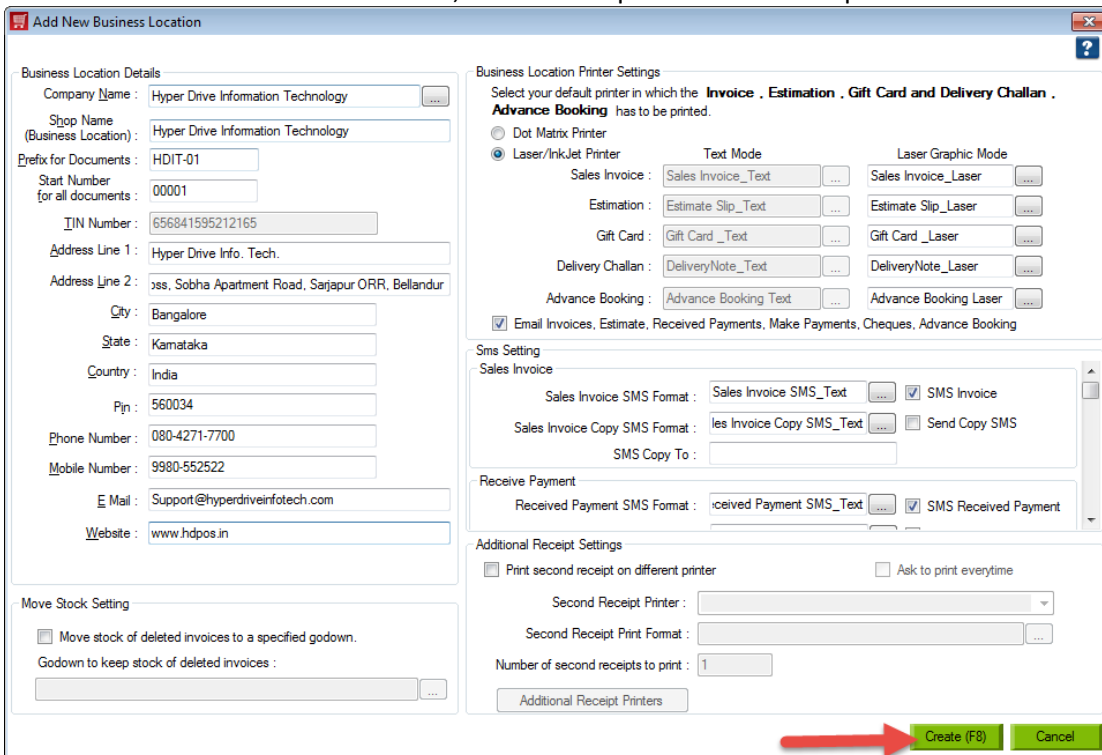 Add New Business Location
?
Business Location Details
Company Name : Hyper Drive Information Technology ...
Shop Name
(Business Location) : Hyper Drive Information Technology
Prefix for Documents : HDIT-01
Start Number
for all documents : 00001
TIN Number : 656841595212165
Address Line 1 : Hyper Drive Info. Tech.
Address Line 2 : oss, Sobha Apartment Road, Sarjapur ORR, Bellandur
City : Bangalore
State : Karnataka
Country : India
Pin : 560034
Phone Number : 080-4271-7700
Mobile Number : 9980-552522
E Mail : Support@hyperdriveinfotech.com
Website : www.hdpos.in
Move Stock Setting
Move stock of deleted invoices to a specified godown.
Godown to keep stock of deleted invoices :
...
Business Location Printer Settings
Select your default printer in which the Invoice , Estimation , Gift Card and Delivery Challan ,
Advance Booking has to be printed.
Dot Matrix Printer
Laser/InkJet Printer Text Mode Laser Graphic Mode
Sales Invoice : Sales Invoice_Text ... Sales Invoice_Laser ...
Estimation : Estimate Slip_Text ... Estimate Slip_Laser ...
Gift Card : Gift Card _Text ... Gift Card _Laser ...
Delivery Challan : DeliveryNote_Text ... DeliveryNote_Laser ...
Advance Booking : Advance Booking Text ... Advance Booking Laser ...
Email Invoices, Estimate, Received Payments, Make Payments, Cheques, Advance Booking
Sms Setting
Sales Invoice
Sales Invoice SMS Format : Sales Invoice SMS_Text ... SMS Invoice
Sales Invoice Copy SMS Format : les Invoice Copy SMS_Text ... Send Copy SMS
SMS Copy To :
Receive Payment
Received Payment SMS Format : eceived Payment SMS_Text ... SMS Received Payment
Additional Receipt Settings
Print second receipt on different printer Ask to print everytime
Second Receipt Printer :
Second Receipt Print Format : ...
Number of second receipts to print : 1
Additional Receipt Printers
Create (F8) Cancel